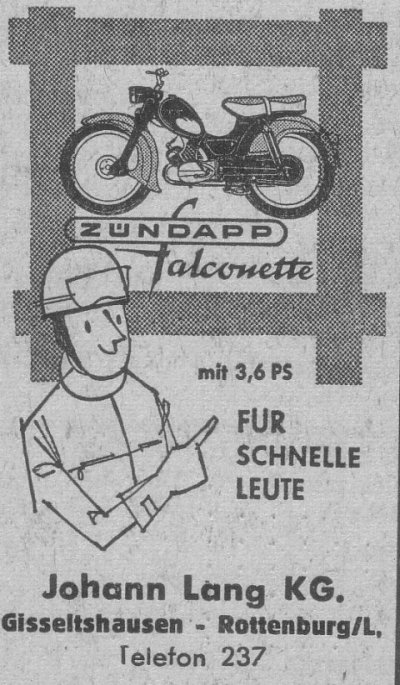 ZÜNDAPP
Falconette
mit 3,6 PS
FÜR
SCHNELLE
LEUTE
Johann Lang KG.
Gisseltshausen - Rottenburg/L.
Telefon 237